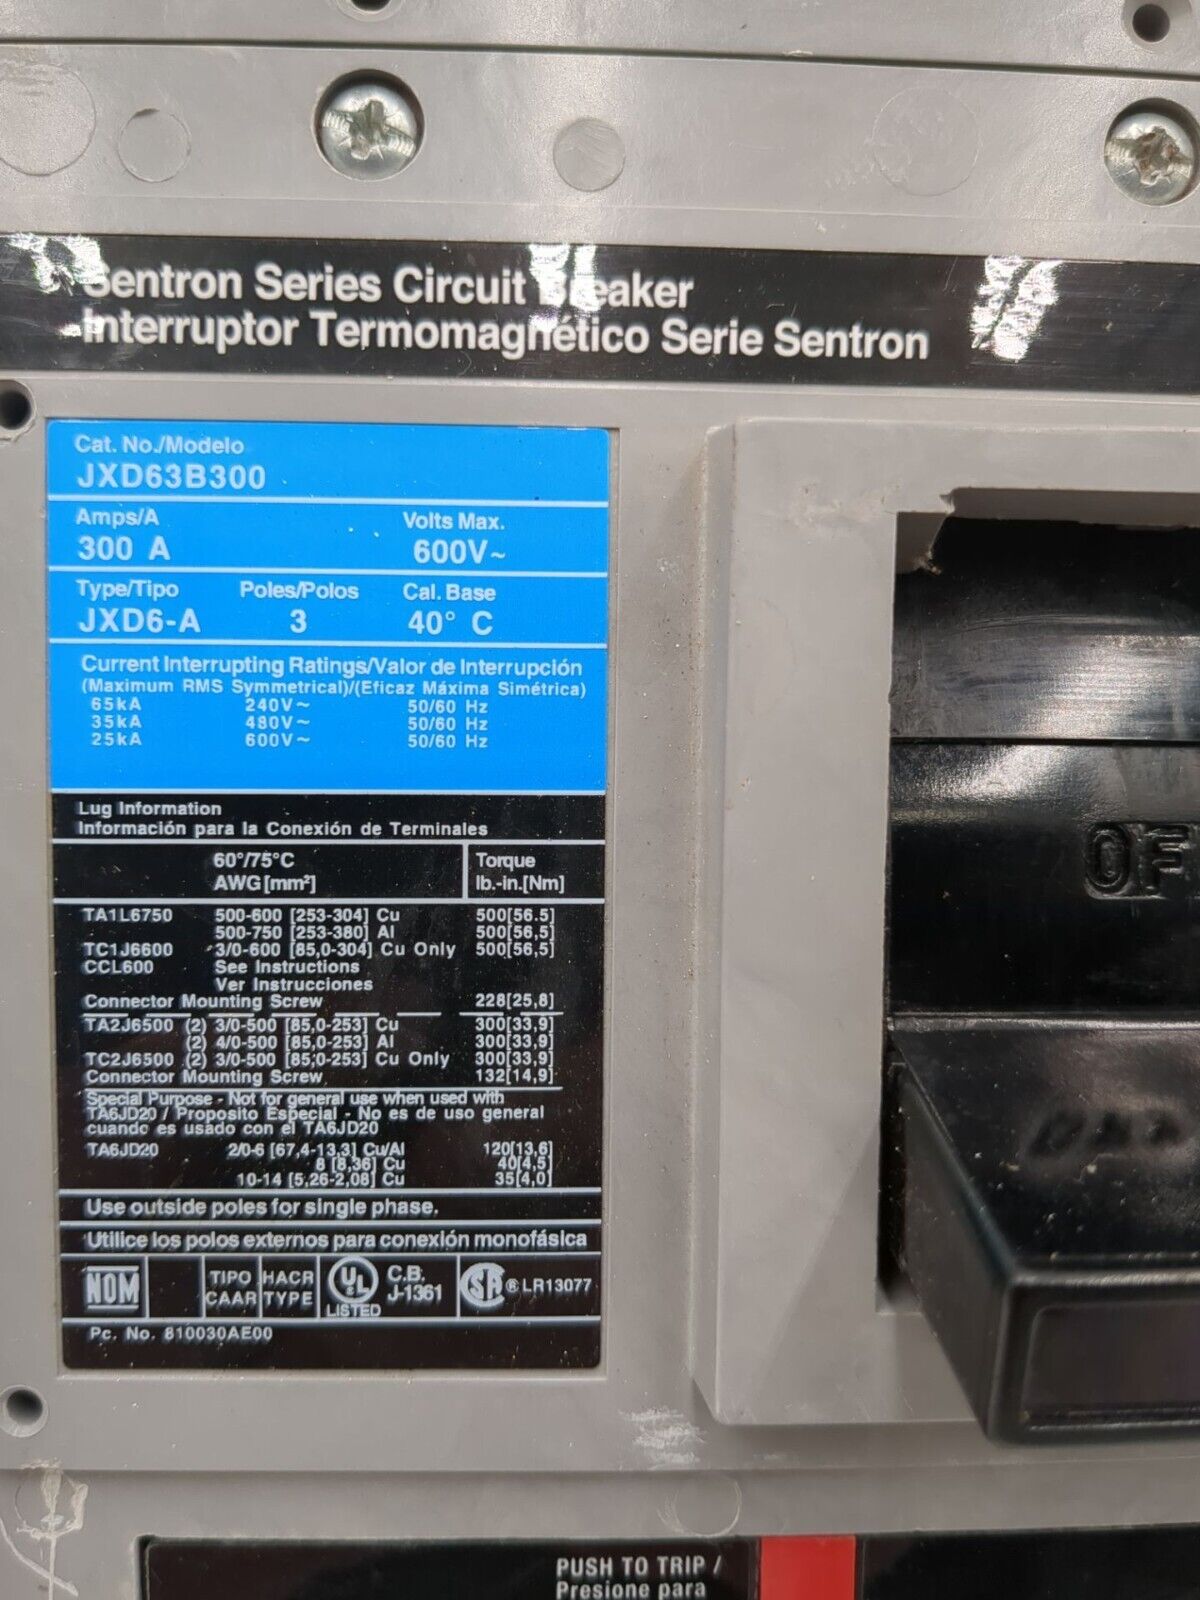 Sentron Series Circuit Breaker
Interruptor Termomagnético Serie Sentron
Cat. No./Modelo
JXD63B300
Amps/A Volts Max.
300 A 600V~
Type/Tipo Poles/Polos Cal. Base
JXD6-A 3 40° C
Current Interrupting Ratings/Valor de Interrupción
(Maximum RMS Symmetrical)/(Eficaz Máxima Simétrica)
65kA 240V~ 50/60 Hz
35kA 480V~ 50/60 Hz
25kA 600V~ 50/60 Hz
Lug Information
Información para la Conexión de Terminales
60°/75°C Torque
AWG[mm²] lb.-in.[Nm]
TA1L6750 500-600 [253-304] Cu 500[56.5]
500-750 [253-380] Al 500[56,5]
TC1J6600 3/0-600 [85,0-304] Cu Only 500[56,5]
CCL600 See Instructions
Ver Instrucciones
Connector Mounting Screw 228[25,8]
TA2J6500 (2) 3/0-500 [85,0-253] Cu 300[33,9]
(2) 4/0-500 [85,0-253] Al 300[33,9]
TC2J6500 (2) 3/0-500 [85,0-253] Cu Only 300[33,9]
Connector Mounting Screw 132[14,9]
Special Purpose - Not for general use when used with
TA6JD20 / Proposito Especial - No es de uso general
cuando es usado con el TA6JD20
TA6JD20 2/0-6 [67,4-13,3] Cu/Al 120[13,6]
8 [8,36] Cu 40[4,5]
10-14 [5,26-2,08] Cu 35[4,0]
Use outside poles for single phase.
Utilice los polos externos para conexión monofásica
NOM TIPO CAAR HACR TYPE UL LISTED C.B. J-1361 SA ® LR13077
Pc. No. 810030AE00
OF
PUSH TO TRIP /
Presione para